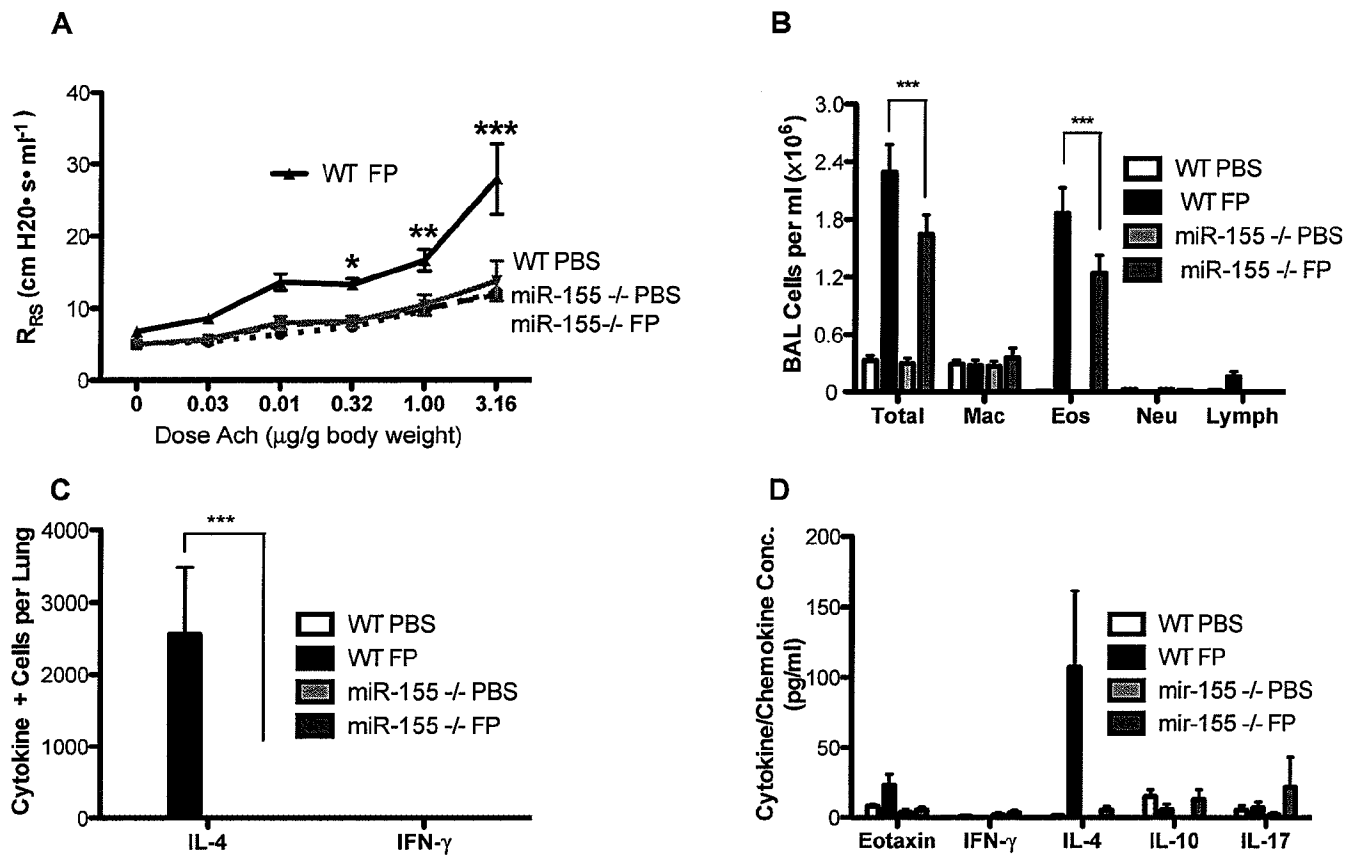 A
R_RS (cm H20• s• ml⁻¹)
40
30
20
10
0
WT FP
*
**
***
WT PBS
miR-155 -/- PBS
miR-155-/- FP
0
0.03
0.01
0.32
1.00
3.16
Dose Ach (µg/g body weight)
B
BAL Cells per ml (x10⁶)
3.0
2.4
1.8
1.2
0.6
0
***
***
WT PBS
WT FP
miR-155 -/- PBS
miR-155 -/- FP
Total
Mac
Eos
Neu
Lymph
C
Cytokine + Cells per Lung
4000
3000
2000
1000
0
***
WT PBS
WT FP
miR-155 -/- PBS
miR-155 -/- FP
IL-4
IFN-γ
D
Cytokine/Chemokine Conc.
(pg/ml)
200
150
100
50
0
WT PBS
WT FP
mir-155 -/- PBS
mir-155 -/- FP
Eotaxin
IFN-γ
IL-4
IL-10
IL-17